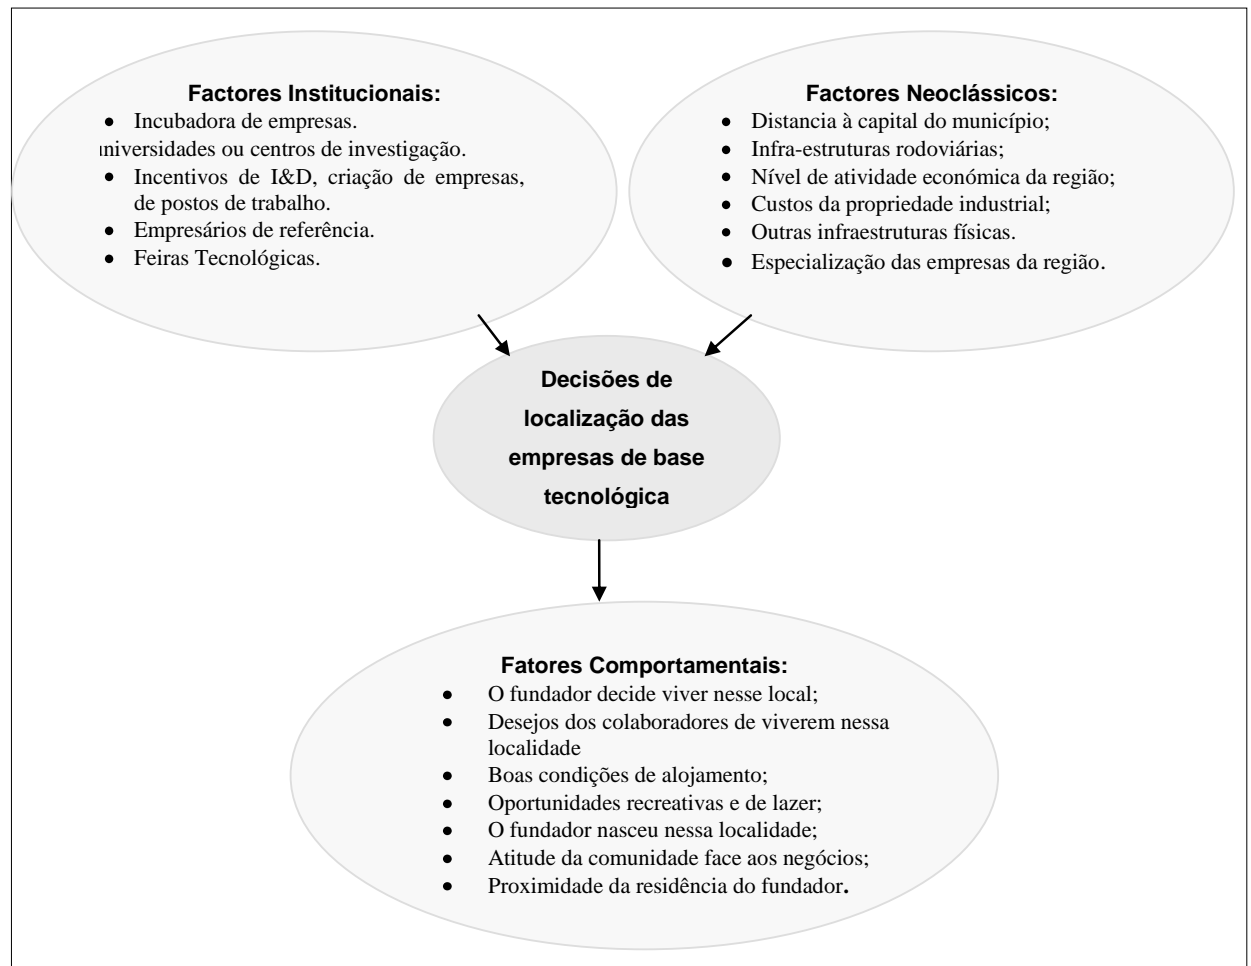 Factores Institucionais:
• Incubadora de empresas.
universidades ou centros de investigação.
• Incentivos de I&D, criação de empresas,
de postos de trabalho.
• Empresários de referência.
• Feiras Tecnológicas.
Factores Neoclássicos:
• Distancia à capital do município;
• Infra-estruturas rodoviárias;
• Nível de atividade económica da região;
• Custos da propriedade industrial;
• Outras infraestruturas físicas.
• Especialização das empresas da região.
Decisões de
localização das
empresas de base
tecnológica
Fatores Comportamentais:
• O fundador decide viver nesse local;
• Desejos dos colaboradores de viverem nessa
localidade
• Boas condições de alojamento;
• Oportunidades recreativas e de lazer;
• O fundador nasceu nessa localidade;
• Atitude da comunidade face aos negócios;
• Proximidade da residência do fundador.